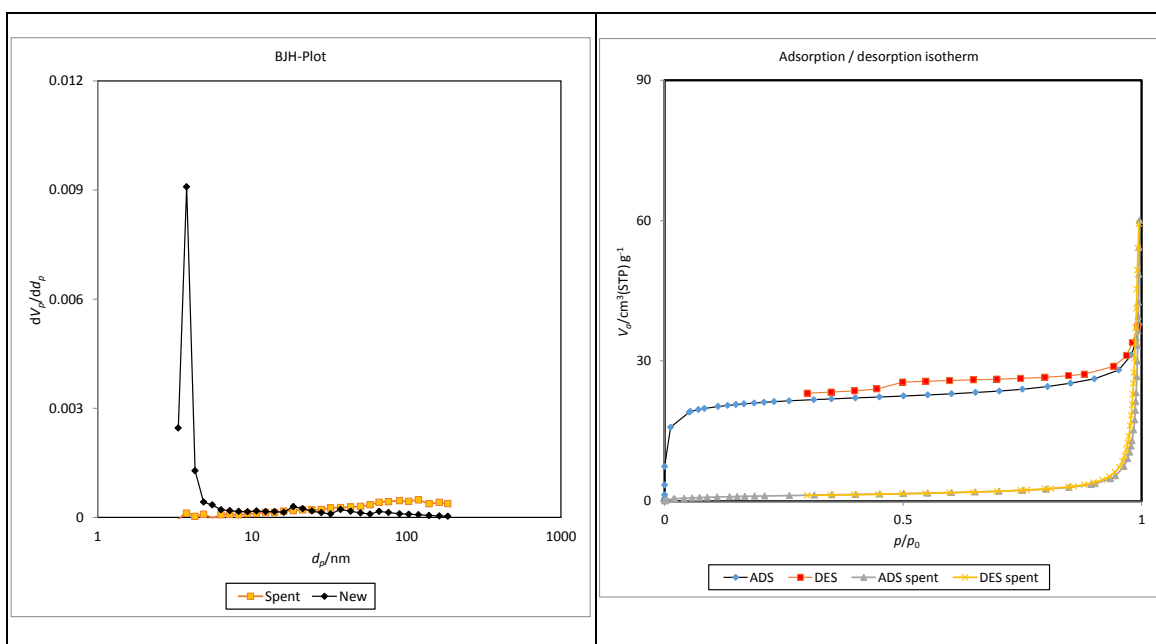 BJH-Plot
0.012
0.009
0.006
0.003
0
dVp/ddp
1
10
100
1000
dp/nm
Spent
New
Adsorption / desorption isotherm
90
60
30
0
Va/cm³(STP) g⁻¹
0
0.5
1
p/p₀
ADS
DES
ADS spent
DES spent